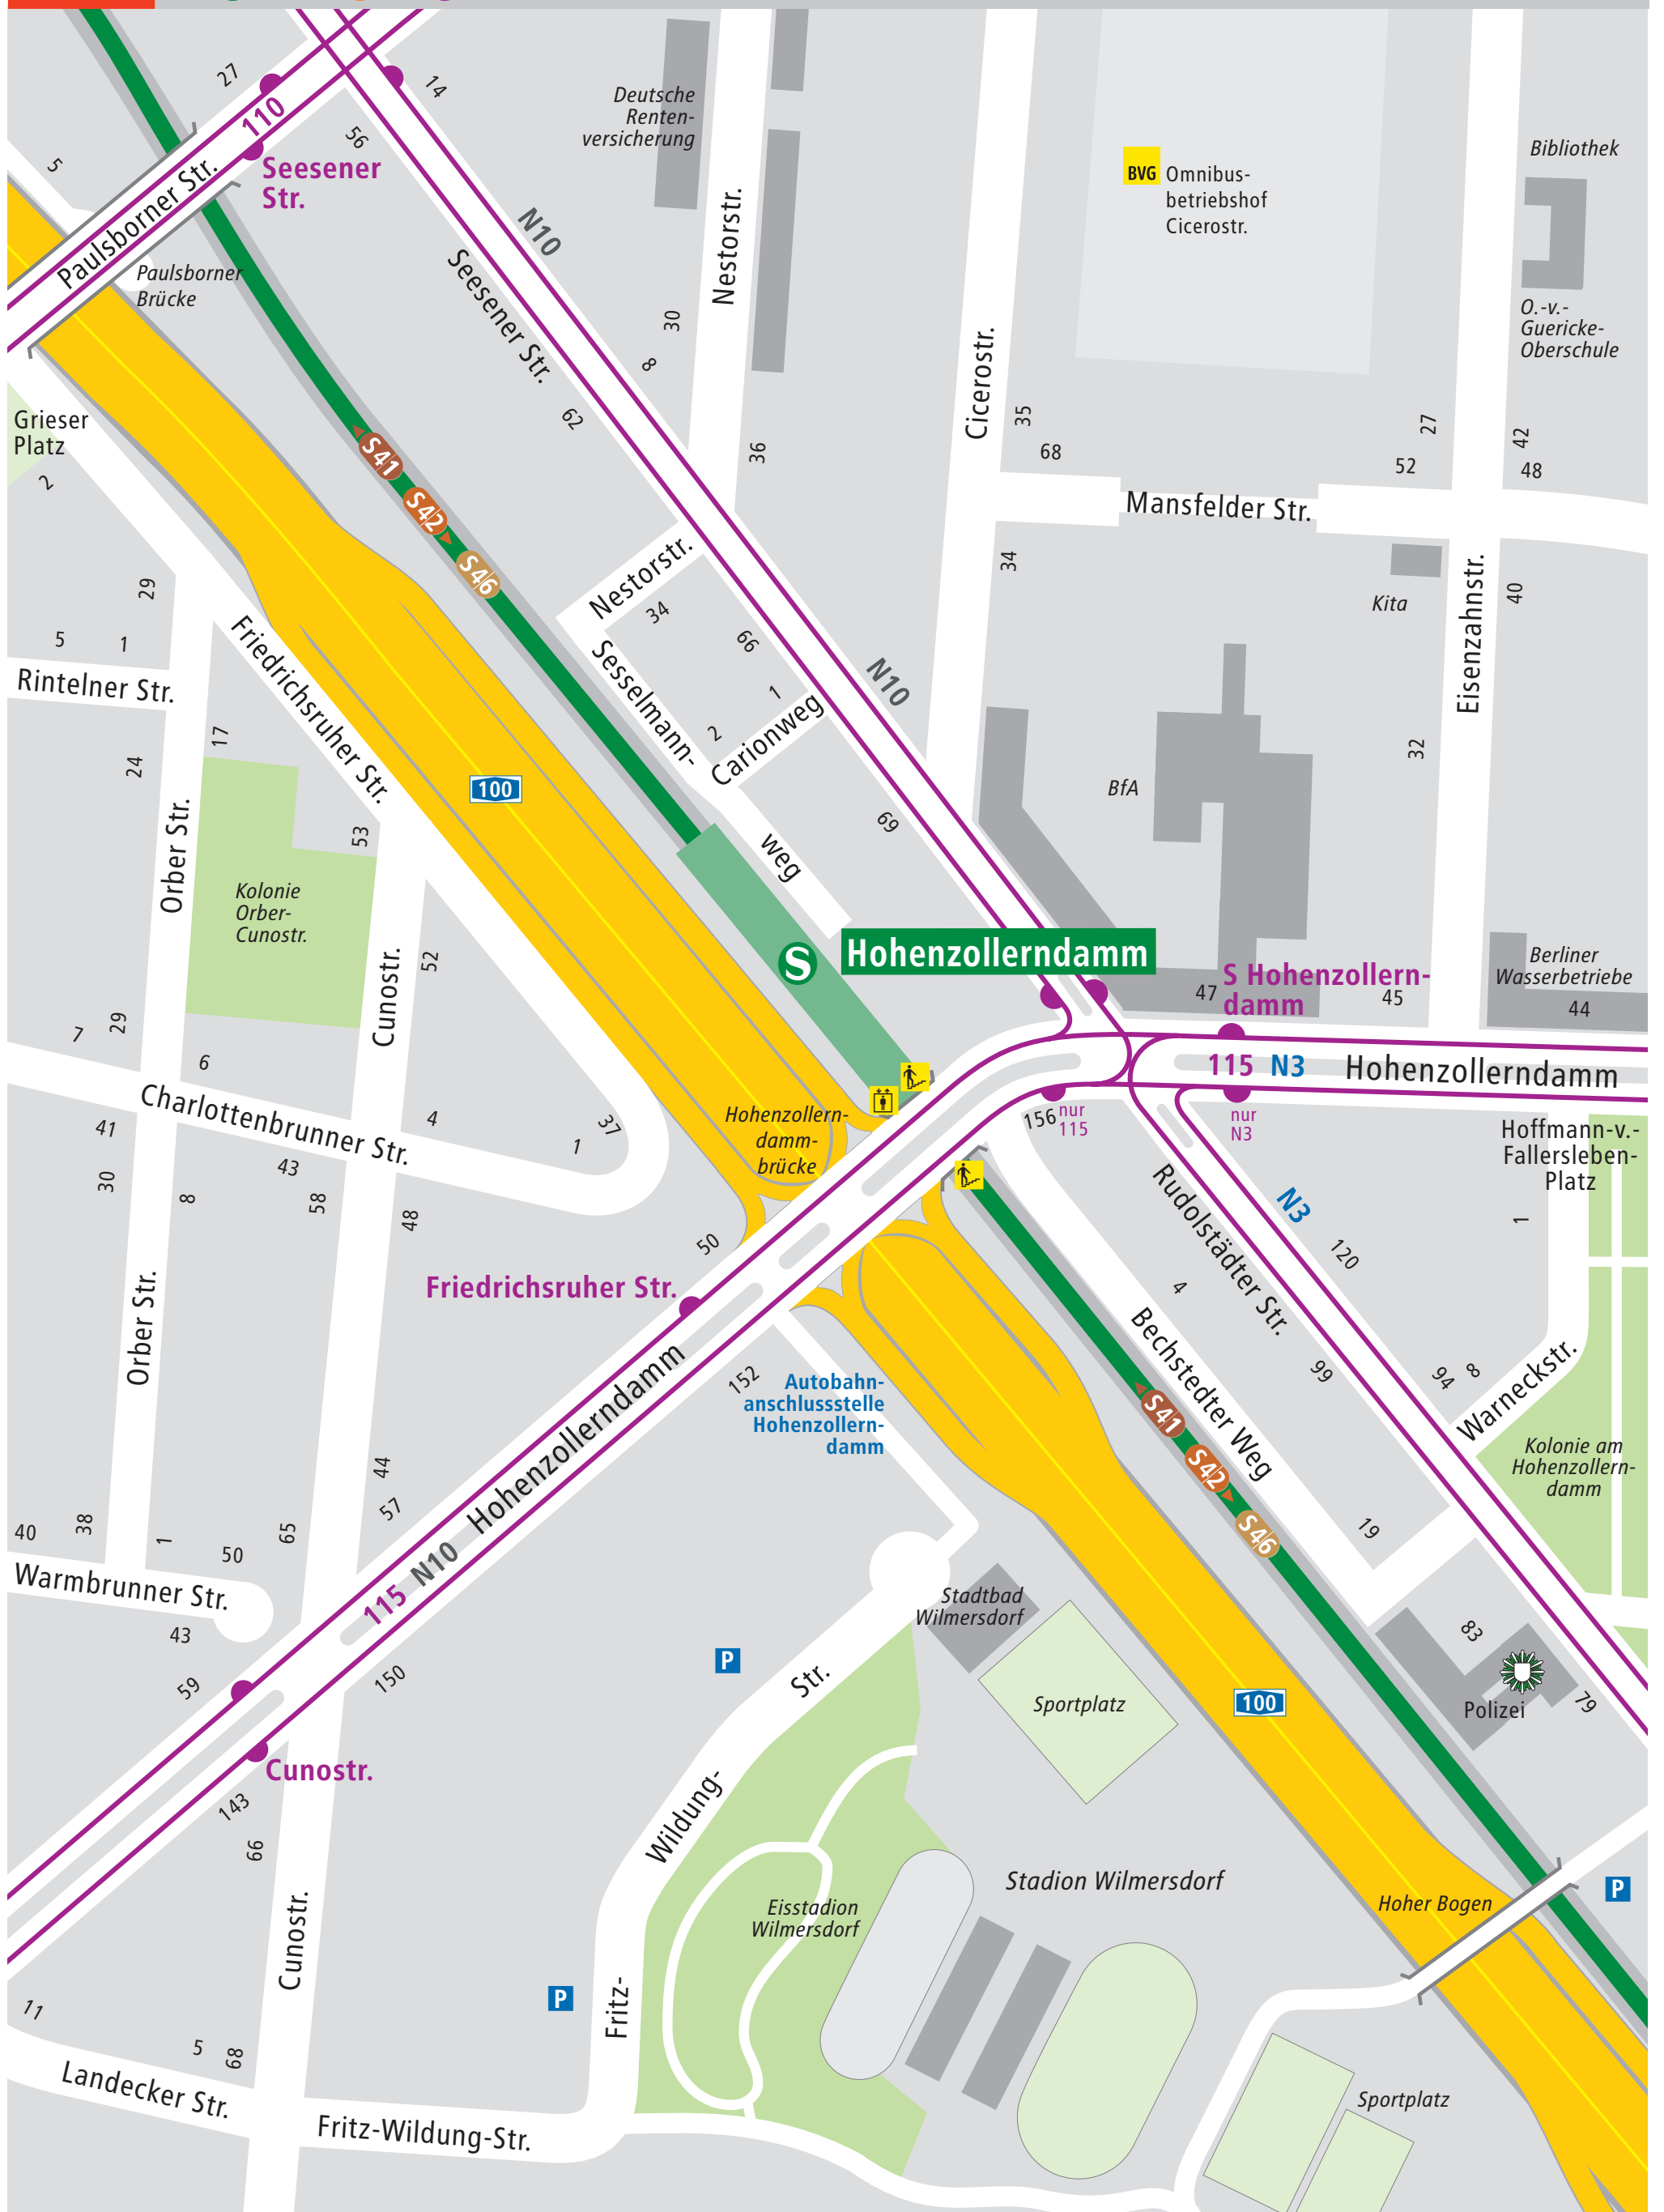 27
14
110
56
Deutsche
Renten-
versicherung
5
Seesener
Str.
Paulsborner Str.
Paulsborner
Brücke
N10
Seesener Str.
Nestorstr.
30
8
62
36
BVG
Omnibus-
betriebshof
Cicerostr.
Bibliothek
O.-v.-
Guericke-
Oberschule
Cicerostr.
35
68
27
52
42
48
Mansfelder Str.
Grieser
Platz
2
S41
S42
S46
Nestorstr.
34
66
34
Kita
40
Eisenzahnstr.
29
5
1
Rintelner Str.
Friedrichsruher Str.
Sesselmann-
weg
1
2
Carionweg
N10
17
24
100
32
BfA
69
53
Orber Str.
Kolonie
Orber-
Cunostr.
52
Cunostr.
S
Hohenzollerndamm
S Hohenzollern-
damm
47
45
Berliner
Wasserbetriebe
44
7
29
6
115
N3
Hohenzollerndamm
Charlottenbrunner Str.
4
37
1
Hohenzollern-
damm-
brücke
156
nur
115
nur
N3
Hoffmann-v.-
Fallersleben-
Platz
1
41
30
43
8
58
48
50
Rudolstädter Str.
N3
120
Friedrichsruher Str.
4
Orber Str.
Bechstedter Weg
99
94
8
Warneckstr.
152
Autobahn-
anschlussstelle
Hohenzollern-
damm
S41
S42
S46
Kolonie am
Hohenzollern-
damm
Hohenzollerndamm
44
57
40
38
1
50
65
115
N10
19
Warmbrunner Str.
43
59
150
P
Stadtbad
Wilmersdorf
83
Sportplatz
100
Polizei
79
Cunostr.
143
66
Fritz-
Wildung-
Str.
Stadion Wilmersdorf
Hoher Bogen
P
Eisstadion
Wilmersdorf
Cunostr.
P
11
5
68
Landecker Str.
Fritz-Wildung-Str.
Sportplatz